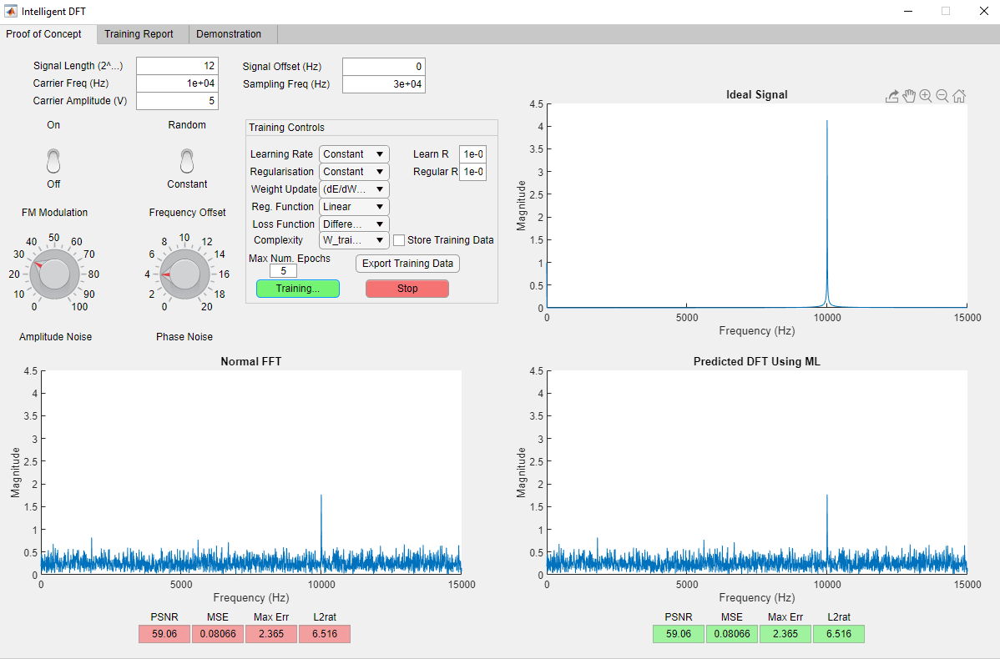 Intelligent DFT
Proof of Concept Training Report Demonstration
Signal Length (2^...) 12 Signal Offset (Hz) 0
Carrier Freq (Hz) 1e+04 Sampling Freq (Hz) 3e+04
Carrier Amplitude (V) 5
On Random
Off Constant
FM Modulation Frequency Offset
0 10 20 30 40 50 60 70 80 90 100
Amplitude Noise
0 2 4 6 8 10 12 14 16 18 20
Phase Noise
Training Controls
Learning Rate Constant Learn R 1e-0
Regularisation Constant Regular R 1e-0
Weight Update (dE/dW...
Reg. Function Linear
Loss Function Differe...
Complexity W_trai... Store Training Data
Max Num. Epochs
5
Export Training Data
Training... Stop
Ideal Signal
4.5
4
3.5
3
2.5
2
1.5
1
0.5
0
Magnitude
0 5000 10000 15000
Frequency (Hz)
Normal FFT
4.5
4
3.5
3
2.5
2
1.5
1
0.5
0
Magnitude
0 5000 10000 15000
Frequency (Hz)
PSNR MSE Max Err L2rat
59.06 0.08066 2.365 6.516
Predicted DFT Using ML
4.5
4
3.5
3
2.5
2
1.5
1
0.5
0
Magnitude
0 5000 10000 15000
Frequency (Hz)
PSNR MSE Max Err L2rat
59.06 0.08066 2.365 6.516